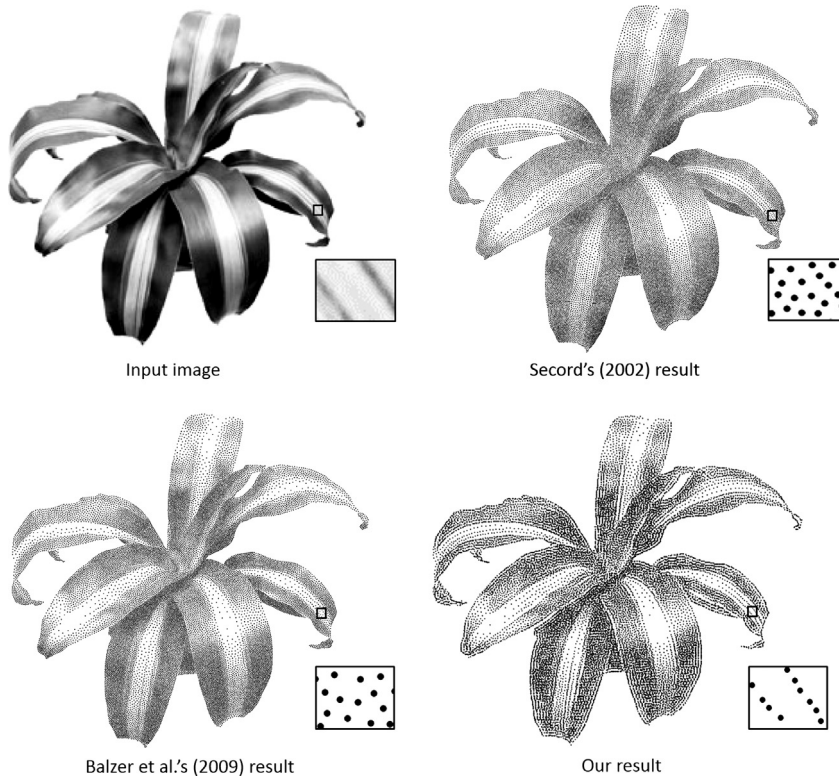 Input image
Secord's (2002) result
Balzer et al.'s (2009) result
Our result